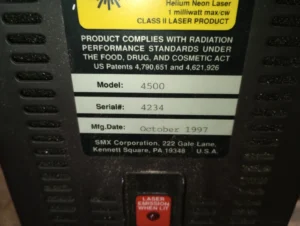 Helium Neon Laser
1 milliwatt max cw
CLASS II LASER PRODUCT
PRODUCT COMPLIES WITH RADIATION
PERFORMANCE STANDARDS UNDER
THE FOOD, DRUG, AND COSMETIC ACT
US Patents 4,790,651 and 4,621,926
Model: 4500
Serial#: 4234
Mfg.Date: October 1997
SMX Corporation, 222 Gale Lane,
Kennett Square, PA 19348 U.S.A.
LASER
EMISSION
WHEN LIT